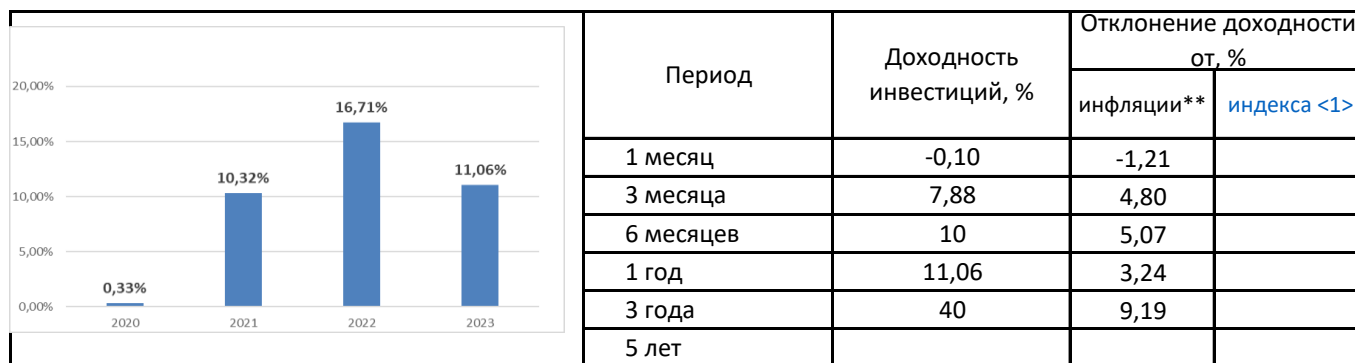 20,00%
15,00%
10,00%
5,00%
0,00%
0,33%
10,32%
16,71%
11,06%
2020 2021 2022 2023
Период
Доходность
инвестиций, %
Отклонение доходности
от, %
инфляции** индекса <1>
1 месяц -0,10 -1,21
3 месяца 7,88 4,80
6 месяцев 10 5,07
1 год 11,06 3,24
3 года 40 9,19
5 лет